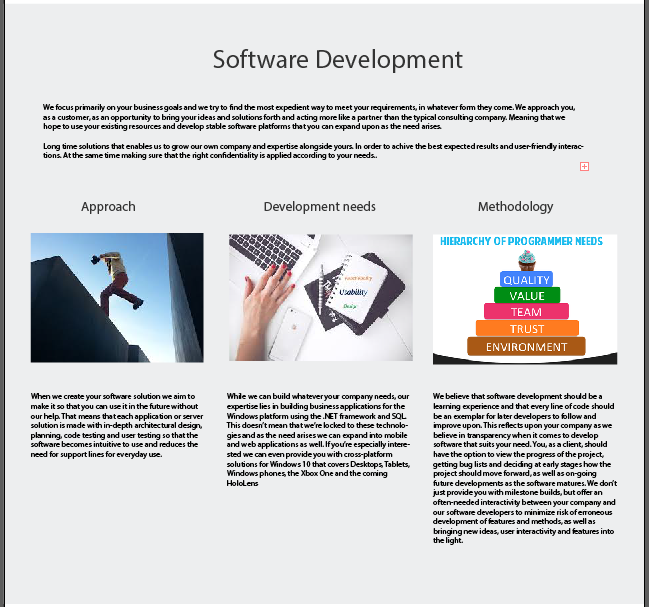 Software Development
We focus primarily on your business goals and we try to find the most expedient way to meet your requirements, in whatever form they come. We approach you,
as a customer, as an opportunity to bring your ideas and solutions forth and acting more like a partner than the typical consulting company. Meaning that we
hope to use your existing resources and develop stable software platforms that you can expand upon as the need arises.
Long time solutions that enables us to grow our own company and expertise alongside yours. In order to achive the best expected results and user-friendly interac-
tions. At the same time making sure that the right confidentiality is applied according to your needs..
Approach
When we create your software solution we aim to
make it so that you can use it in the future without
our help. That means that each application or server
solution is made with in-depth architectural design,
planning, code testing and user testing so that the
software becomes intuitive to use and reduces the
need for support lines for everyday use.
Development needs
Functionality
Usability
Design
While we can build whatever your company needs, our
expertise lies in building business applications for the
Windows platform using the .NET framework and SQL.
This doesn't mean that we're locked to these technolo-
gies and as the need arises we can expand into mobile
and web applications as well. If you're especially inter-
sted we can even provide you with cross-platform
solutions for Windows 10 that covers Desktops, Tablets,
Windows phones, the Xbox One and the coming
HoloLens
Methodology
HIERARCHY OF PROGRAMMER NEEDS
QUALITY
VALUE
TEAM
TRUST
ENVIRONMENT
We believe that software development should be a
learning experience and that every line of code should
be an exemplar for later developers to follow and
improve upon. This reflects upon your company as we
believe in transparency when it comes to develop
software that suits your need. You, as a client, should
have the option to view the progress of the project,
getting bug lists and deciding at early stages how the
project should move forward, as well as on-going
future developments as the software matures. We don't
just provide you with milestone builds, but offer an
often-needed interactivity between your company and
our software developers to minimize risk of erroneous
development of features and methods, as well as
bringing new ideas, user interactivity and features into
the light.